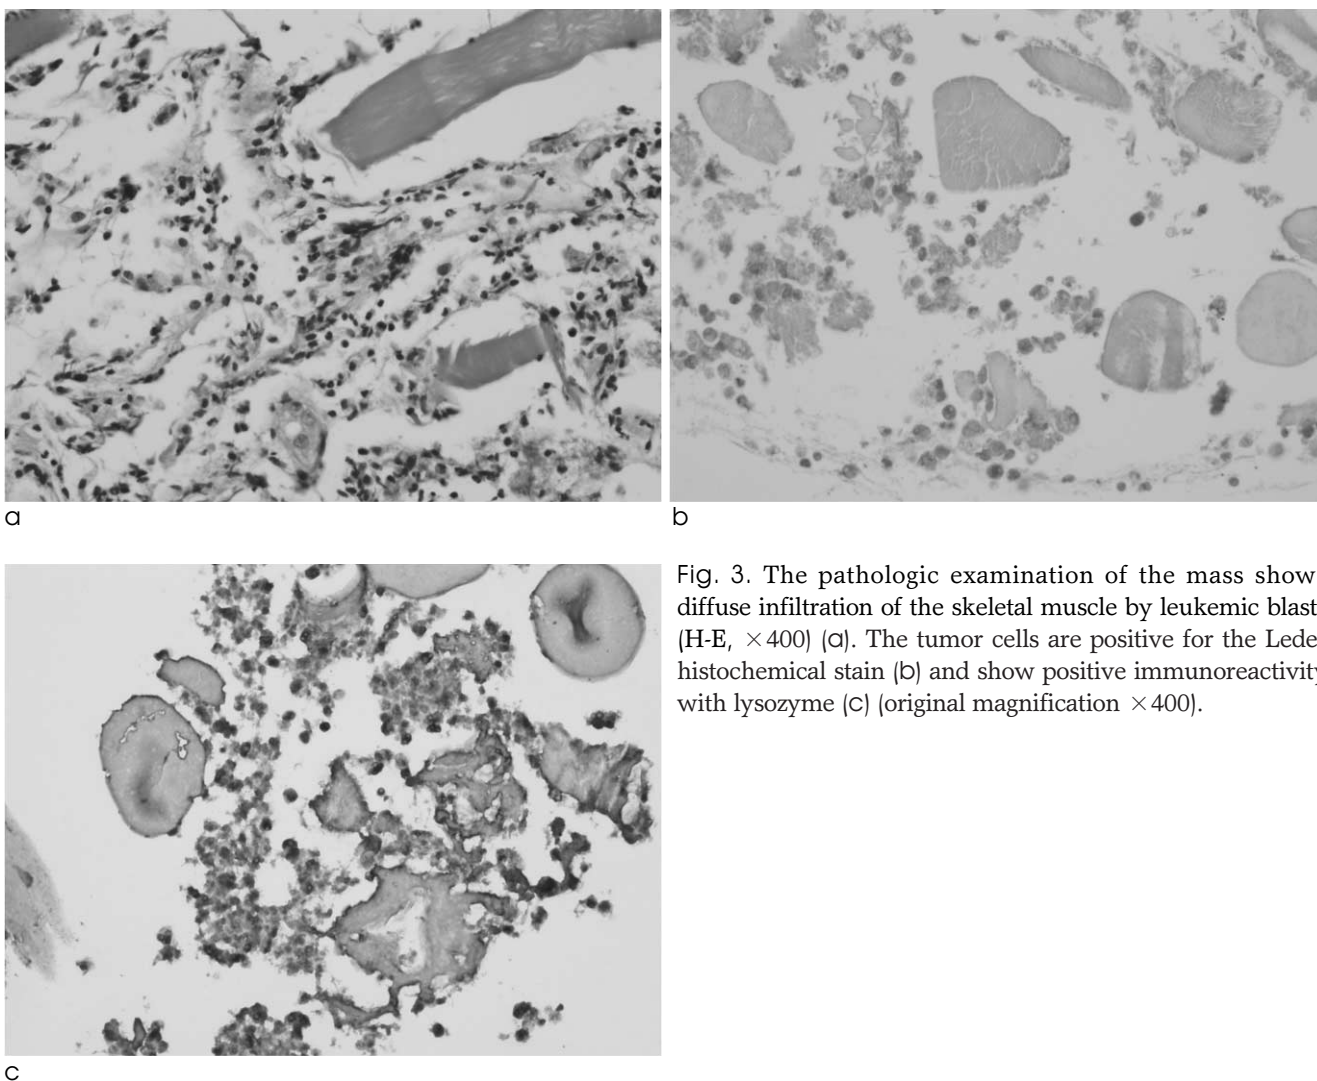 a
b
Fig. 3. The pathologic examination of the mass show
diffuse infiltration of the skeletal muscle by leukemic blast
(H-E, ×400) (a). The tumor cells are positive for the Lede
histochemical stain (b) and show positive immunoreactivity
with lysozyme (c) (original magnification ×400).
c